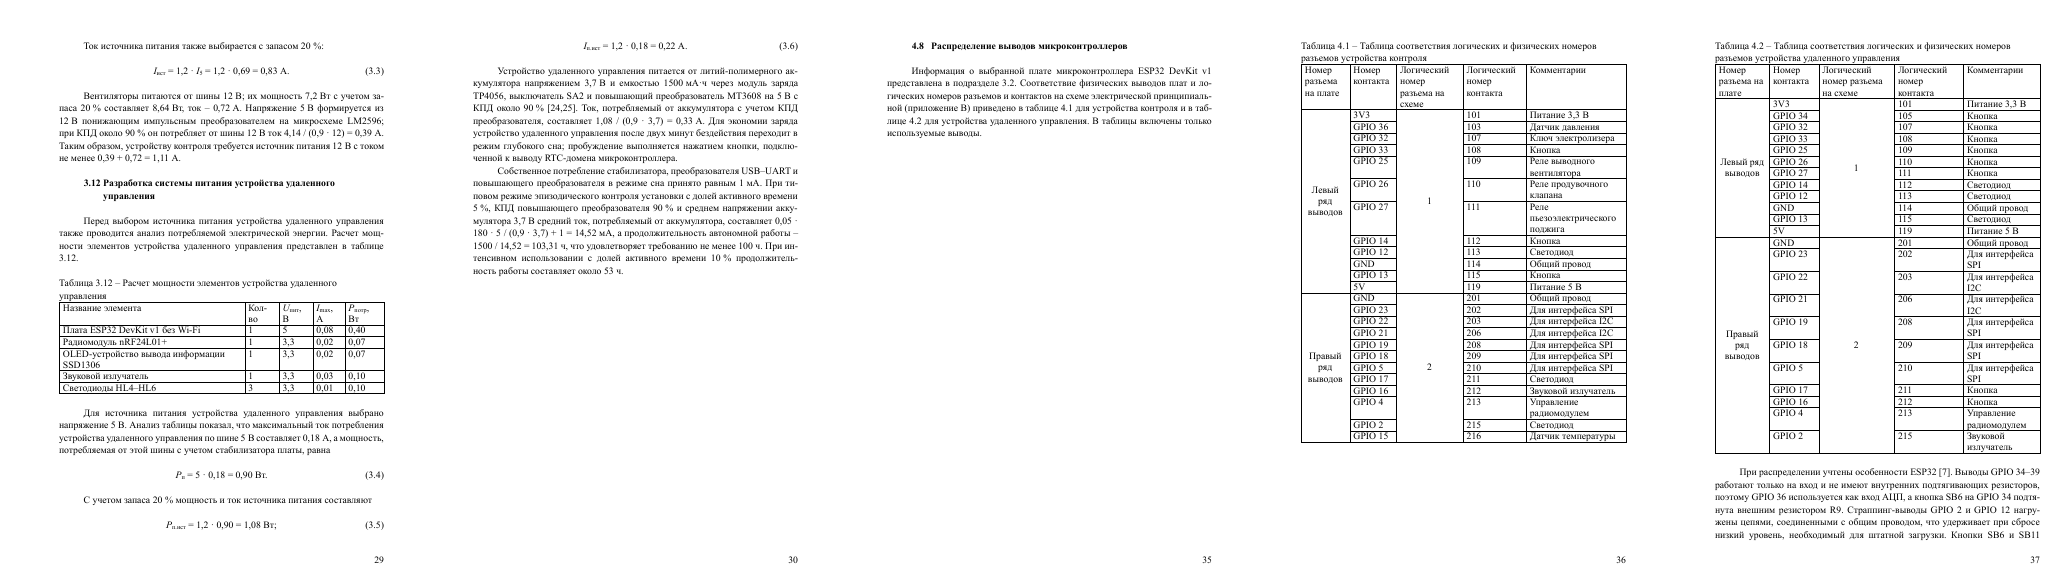 Ток источника питания также выбирается с запасом 20 %:
Iист = 1,2 · I5 = 1,2 · 0,69 = 0,83 А. (3.3)
Вентиляторы питаются от шины 12 В; их мощность 7,2 Вт с учетом за-
паса 20 % составляет 8,64 Вт, ток – 0,72 А. Напряжение 5 В формируется из
12 В понижающим импульсным преобразователем на микросхеме LM2596;
при КПД около 90 % он потребляет от шины 12 В ток 4,14 / (0,9 · 12) = 0,39 А.
Таким образом, устройству контроля требуется источник питания 12 В с током
не менее 0,39 + 0,72 = 1,11 А.
3.12 Разработка системы питания устройства удаленного
управления
Перед выбором источника питания устройства удаленного управления
также проводится анализ потребляемой электрической энергии. Расчет мощ-
ности элементов устройства удаленного управления представлен в таблице
3.12.
Таблица 3.12 – Расчет мощности элементов устройства удаленного
управления
Название элемента Кол-во Uпит, В Imax, А Pпотр, Вт
Плата ESP32 DevKit v1 без Wi-Fi 1 5 0,08 0,40
Радиомодуль nRF24L01+ 1 3,3 0,02 0,07
OLED-устройство вывода информации
SSD1306 1 3,3 0,02 0,07
Звуковой излучатель 1 3,3 0,03 0,10
Светодиоды HL4–HL6 3 3,3 0,01 0,10
Для источника питания устройства удаленного управления выбрано
напряжение 5 В. Анализ таблицы показал, что максимальный ток потребления
устройства удаленного управления по шине 5 В составляет 0,18 А, а мощность,
потребляемая от этой шины с учетом стабилизатора платы, равна
Pп = 5 · 0,18 = 0,90 Вт. (3.4)
С учетом запаса 20 % мощность и ток источника питания составляют
Pп.ист = 1,2 · 0,90 = 1,08 Вт; (3.5)
29
Iп.ист = 1,2 · 0,18 = 0,22 А. (3.6)
Устройство удаленного управления питается от литий-полимерного ак-
кумулятора напряжением 3,7 В и емкостью 1500 мА·ч через модуль заряда
TP4056, выключатель SA2 и повышающий преобразователь MT3608 на 5 В с
КПД около 90 % [24,25]. Ток, потребляемый от аккумулятора с учетом КПД
преобразователя, составляет 1,08 / (0,9 · 3,7) = 0,33 А. Для экономии заряда
устройство удаленного управления после двух минут бездействия переходит в
режим глубокого сна; пробуждение выполняется нажатием кнопки, подклю-
ченной к выводу RTC-домена микроконтроллера.
Собственное потребление стабилизатора, преобразователя USB–UART и
повышающего преобразователя в режиме сна принято равным 1 мА. При ти-
повом режиме эпизодического контроля установки с долей активного времени
5 %, КПД повышающего преобразователя 90 % и среднем напряжении акку-
мулятора 3,7 В средний ток, потребляемый от аккумулятора, составляет 0,05 ·
180 · 5 / (0,9 · 3,7) + 1 = 14,52 мА, а продолжительность автономной работы –
1500 / 14,52 = 103,31 ч, что удовлетворяет требованию не менее 100 ч. При ин-
тенсивном использовании с долей активного времени 10 % продолжитель-
ность работы составляет около 53 ч.
30
4.8 Распределение выводов микроконтроллеров
Информация о выбранной плате микроконтроллера ESP32 DevKit v1
представлена в подразделе 3.2. Соответствие физических выводов плат и ло-
гических номеров разъемов и контактов на схеме электрической принципиаль-
ной (приложение В) приведено в таблице 4.1 для устройства контроля и в таб-
лице 4.2 для устройства удаленного управления. В таблицы включены только
используемые выводы.
35
Таблица 4.1 – Таблица соответствия логических и физических номеров
разъемов устройства контроля
Номер разъема на плате Номер контакта Логический номер разъема на схеме Логический номер контакта Комментарии
Левый ряд выводов 1
3V3 101 Питание 3,3 В
GPIO 36 103 Датчик давления
GPIO 32 107 Ключ электролизера
GPIO 33 108 Кнопка
GPIO 25 109 Реле выводного
вентилятора
GPIO 26 110 Реле продувочного
клапана
GPIO 27 111 Реле
пьезоэлектрического
поджига
GPIO 14 112 Кнопка
GPIO 12 113 Светодиод
GND 114 Общий провод
GPIO 13 115 Кнопка
5V 119 Питание 5 В
Правый ряд выводов 2
GND 201 Общий провод
GPIO 23 202 Для интерфейса SPI
GPIO 22 203 Для интерфейса I2C
GPIO 21 206 Для интерфейса I2C
GPIO 19 208 Для интерфейса SPI
GPIO 18 209 Для интерфейса SPI
GPIO 5 210 Для интерфейса SPI
GPIO 17 211 Светодиод
GPIO 16 212 Звуковой излучатель
GPIO 4 213 Управление
радиомодулем
GPIO 2 215 Светодиод
GPIO 15 216 Датчик температуры
36
Таблица 4.2 – Таблица соответствия логических и физических номеров
разъемов устройства удаленного управления
Номер разъема на плате Номер контакта Логический номер разъема на схеме Логический номер контакта Комментарии
Левый ряд выводов 1
3V3 101 Питание 3,3 В
GPIO 34 105 Кнопка
GPIO 32 107 Кнопка
GPIO 33 108 Кнопка
GPIO 25 109 Кнопка
GPIO 26 110 Кнопка
GPIO 27 111 Кнопка
GPIO 14 112 Светодиод
GPIO 12 113 Светодиод
GND 114 Общий провод
GPIO 13 115 Светодиод
5V 119 Питание 5 В
Правый ряд выводов 2
GND 201 Общий провод
GPIO 23 202 Для интерфейса
SPI
GPIO 22 203 Для интерфейса
I2C
GPIO 21 206 Для интерфейса
I2C
GPIO 19 208 Для интерфейса
SPI
GPIO 18 209 Для интерфейса
SPI
GPIO 5 210 Для интерфейса
SPI
GPIO 17 211 Кнопка
GPIO 16 212 Кнопка
GPIO 4 213 Управление
радиомодулем
GPIO 2 215 Звуковой
излучатель
При распределении учтены особенности ESP32 [7]. Выводы GPIO 34–39
работают только на вход и не имеют внутренних подтягивающих резисторов,
поэтому GPIO 36 используется как вход АЦП, а кнопка SB6 на GPIO 34 подтя-
нута внешним резистором R9. Страппинг-выводы GPIO 2 и GPIO 12 нагру-
жены цепями, соединенными с общим проводом, что удерживает при сбросе
низкий уровень, необходимый для штатной загрузки. Кнопки SB6 и SB11
37